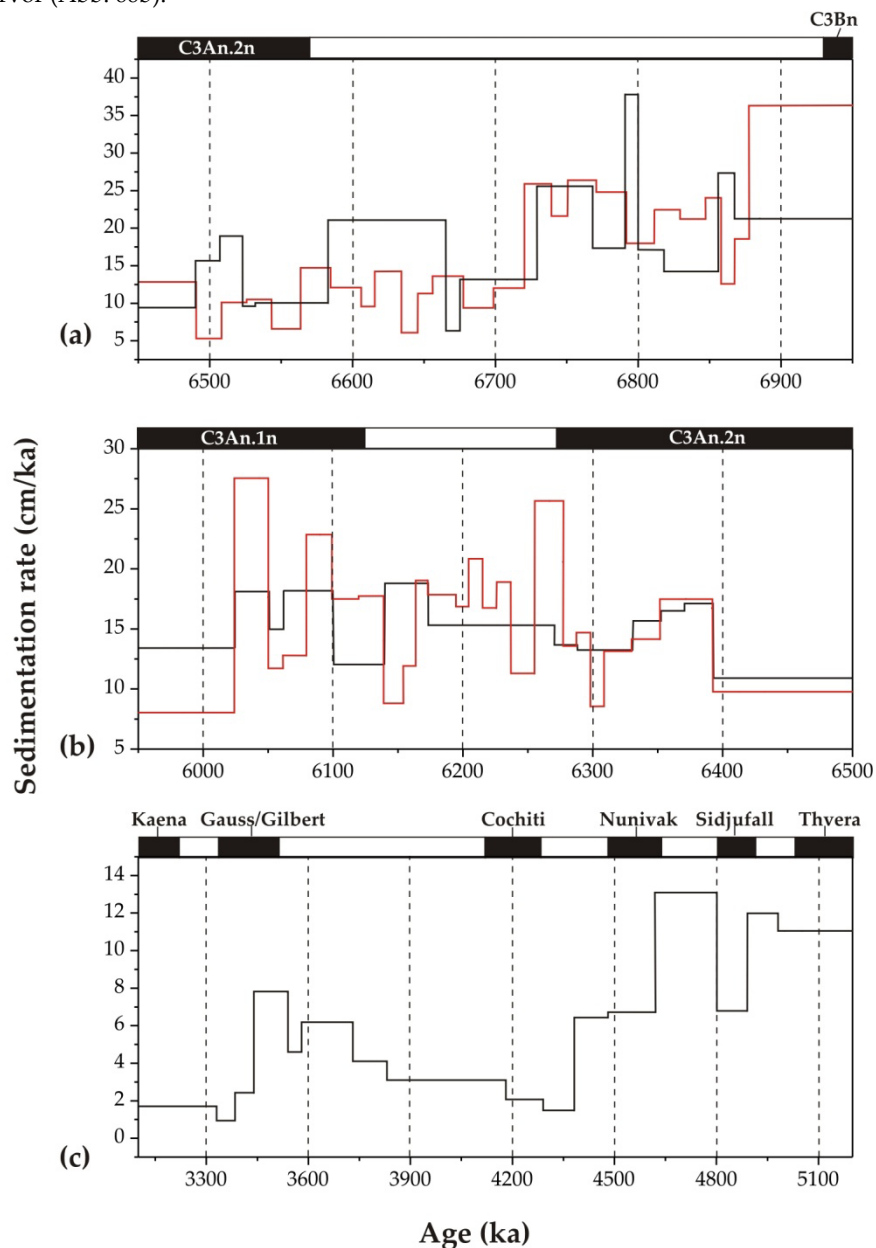 C3Bn
C3An.2n
40
35
30
25
20
15
10
5
(a)
6500 6600 6700 6800 6900
C3An.1n C3An.2n
30
25
20
15
10
5
(b)
6000 6100 6200 6300 6400 6500
Sedimentation rate (cm/ka)
Kaena Gauss/Gilbert Cochiti Nunivak Sidjufall Thvera
14
12
10
8
6
4
2
0
(c)
3300 3600 3900 4200 4500 4800 5100
Age (ka)